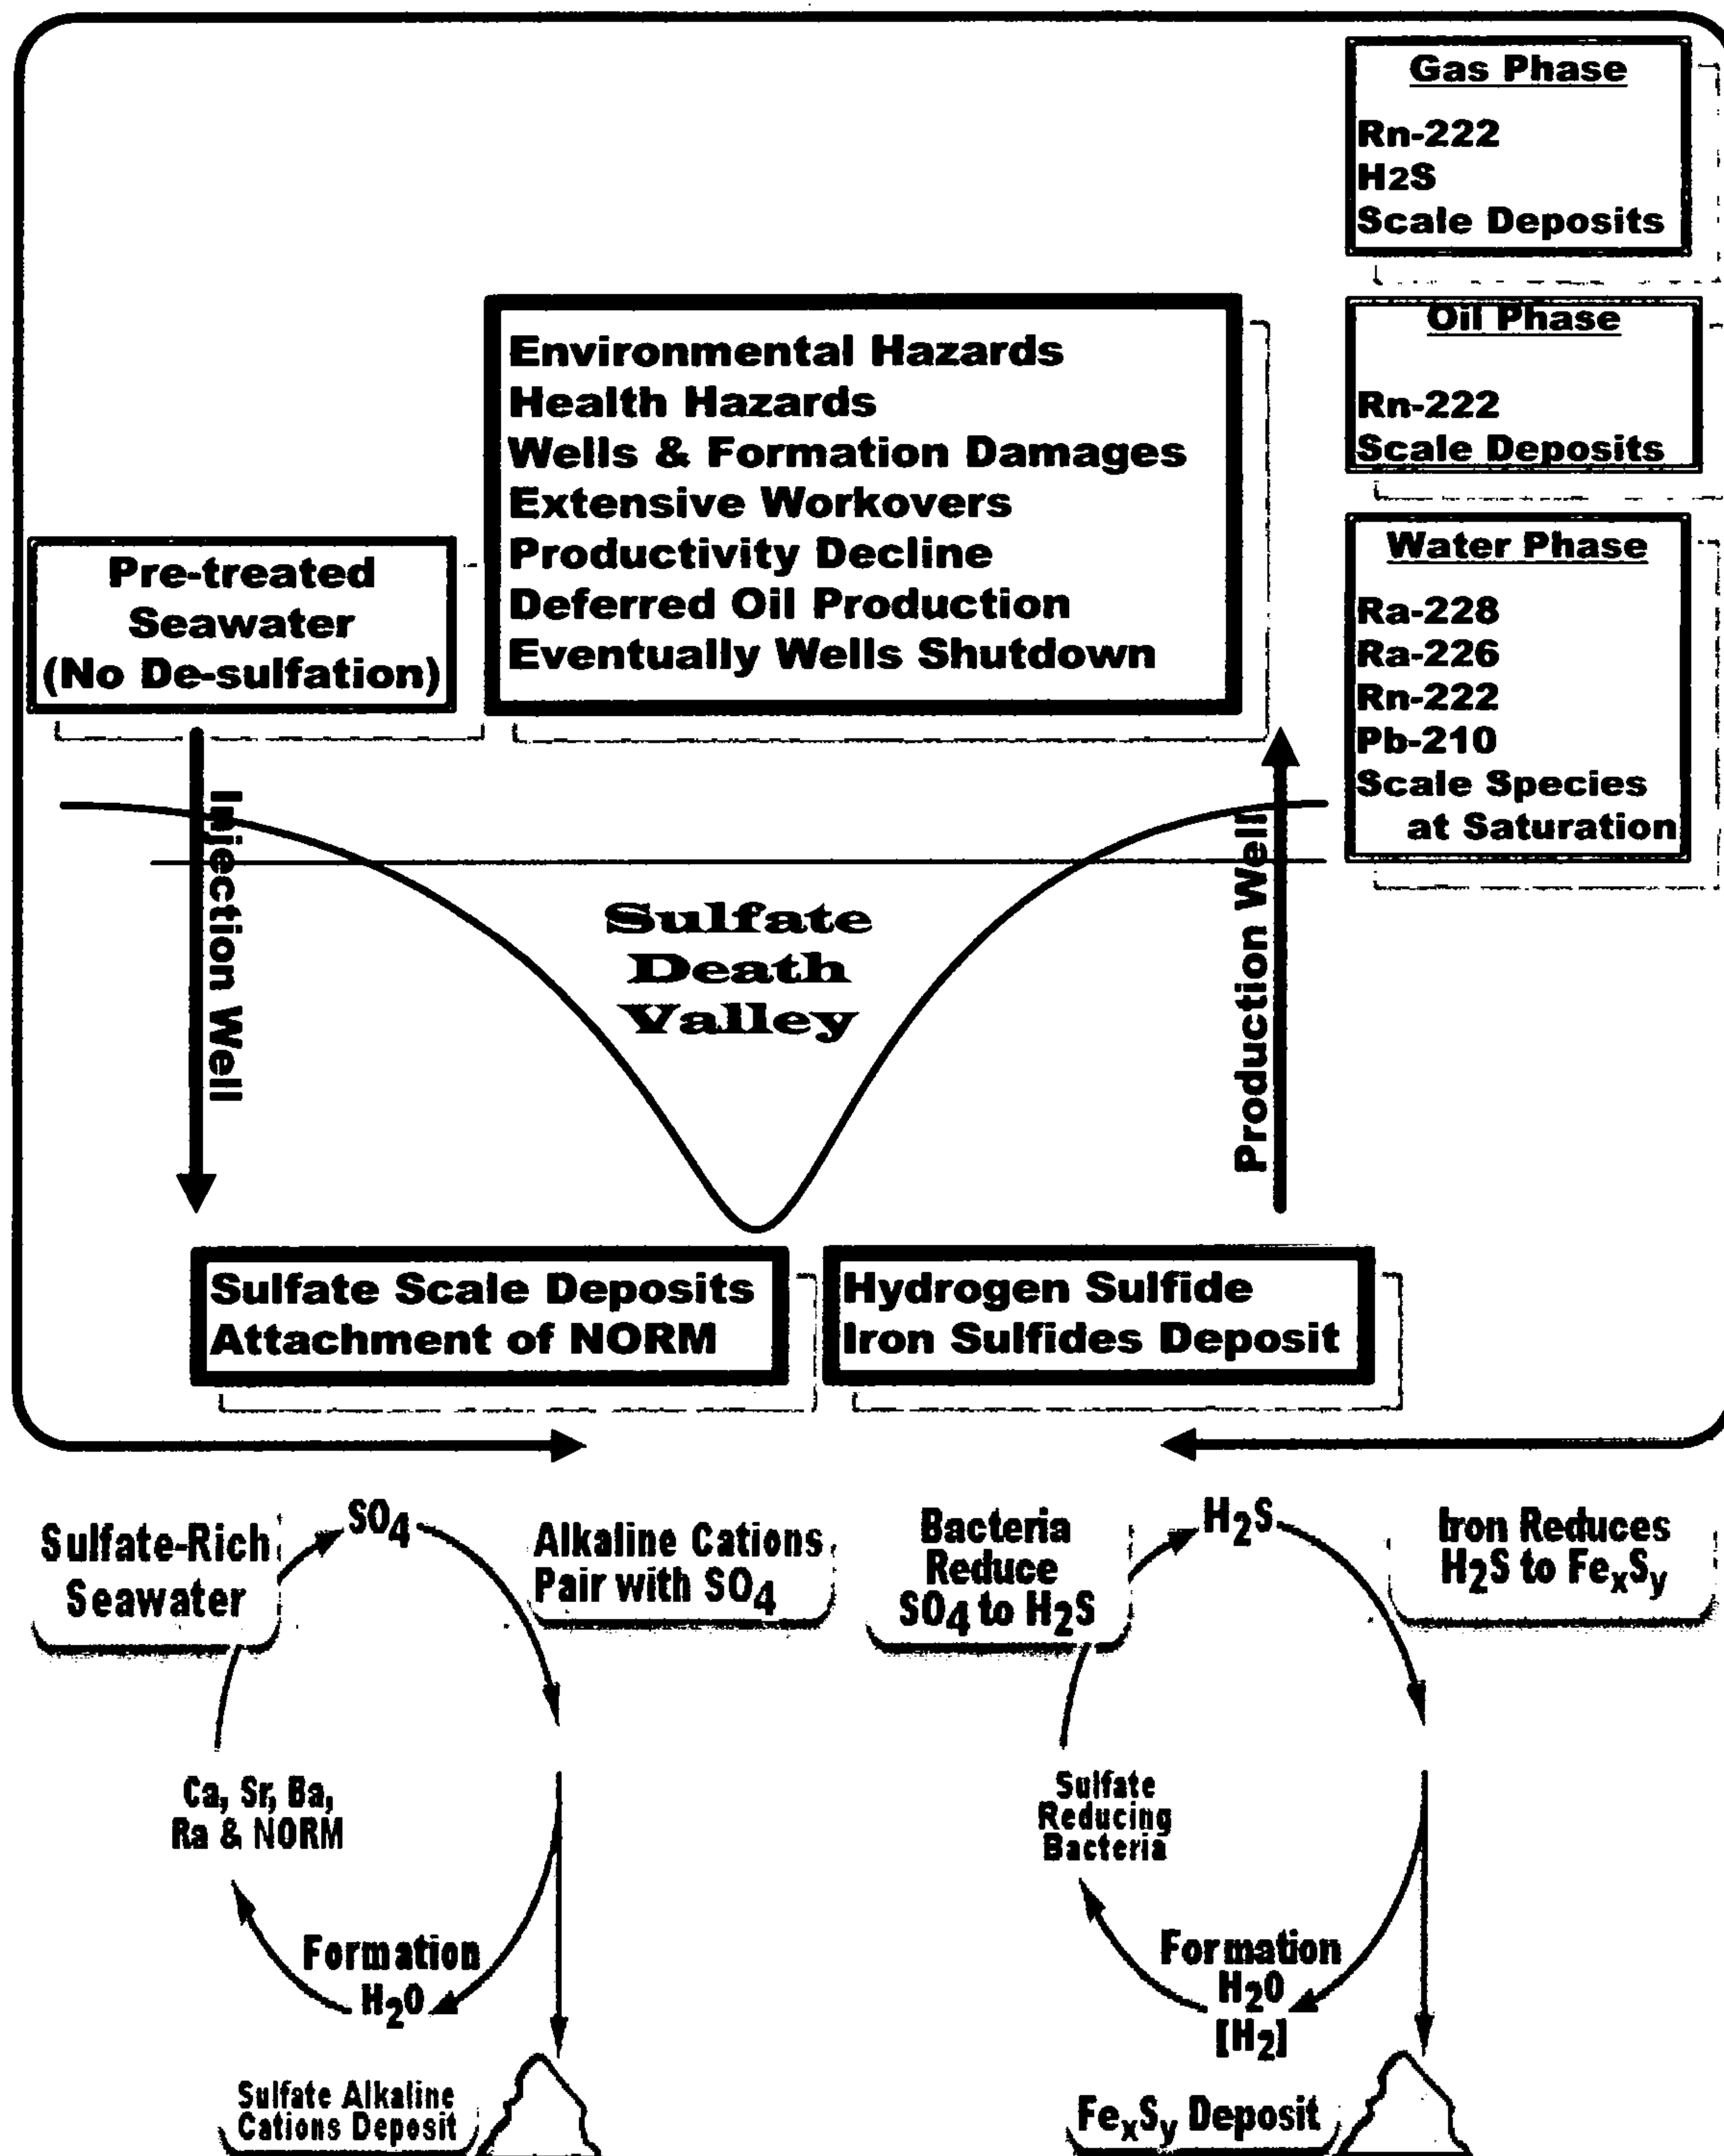 Gas Phase
Rn-222
H2S
Scale Deposits
Oil Phase
Rn-222
Scale Deposits
Water Phase
Ra-228
Ra-226
Rn-222
Pb-210
Scale Species
at Saturation
Environmental Hazards
Health Hazards
Wells & Formation Damages
Extensive Workovers
Productivity Decline
Deferred Oil Production
Eventually Wells Shutdown
Pre-treated
Seawater
(No De-sulfation)
Injection Well
Sulfate
Death
Valley
Production Well
Sulfate Scale Deposits
Attachment of NORM
Hydrogen Sulfide
Iron Sulfides Deposit
Sulfate-Rich
Seawater
SO4
Alkaline Cations
Pair with SO4
Ca, Sr, Ba,
Ra & NORM
Formation
H2O
Sulfate Alkaline
Cations Deposit
Bacteria
Reduce
SO4 to H2S
H2S
Iron Reduces
H2S to FexSy
Sulfate
Reducing
Bacteria
Formation
H2O
[H2]
FexSy Deposit